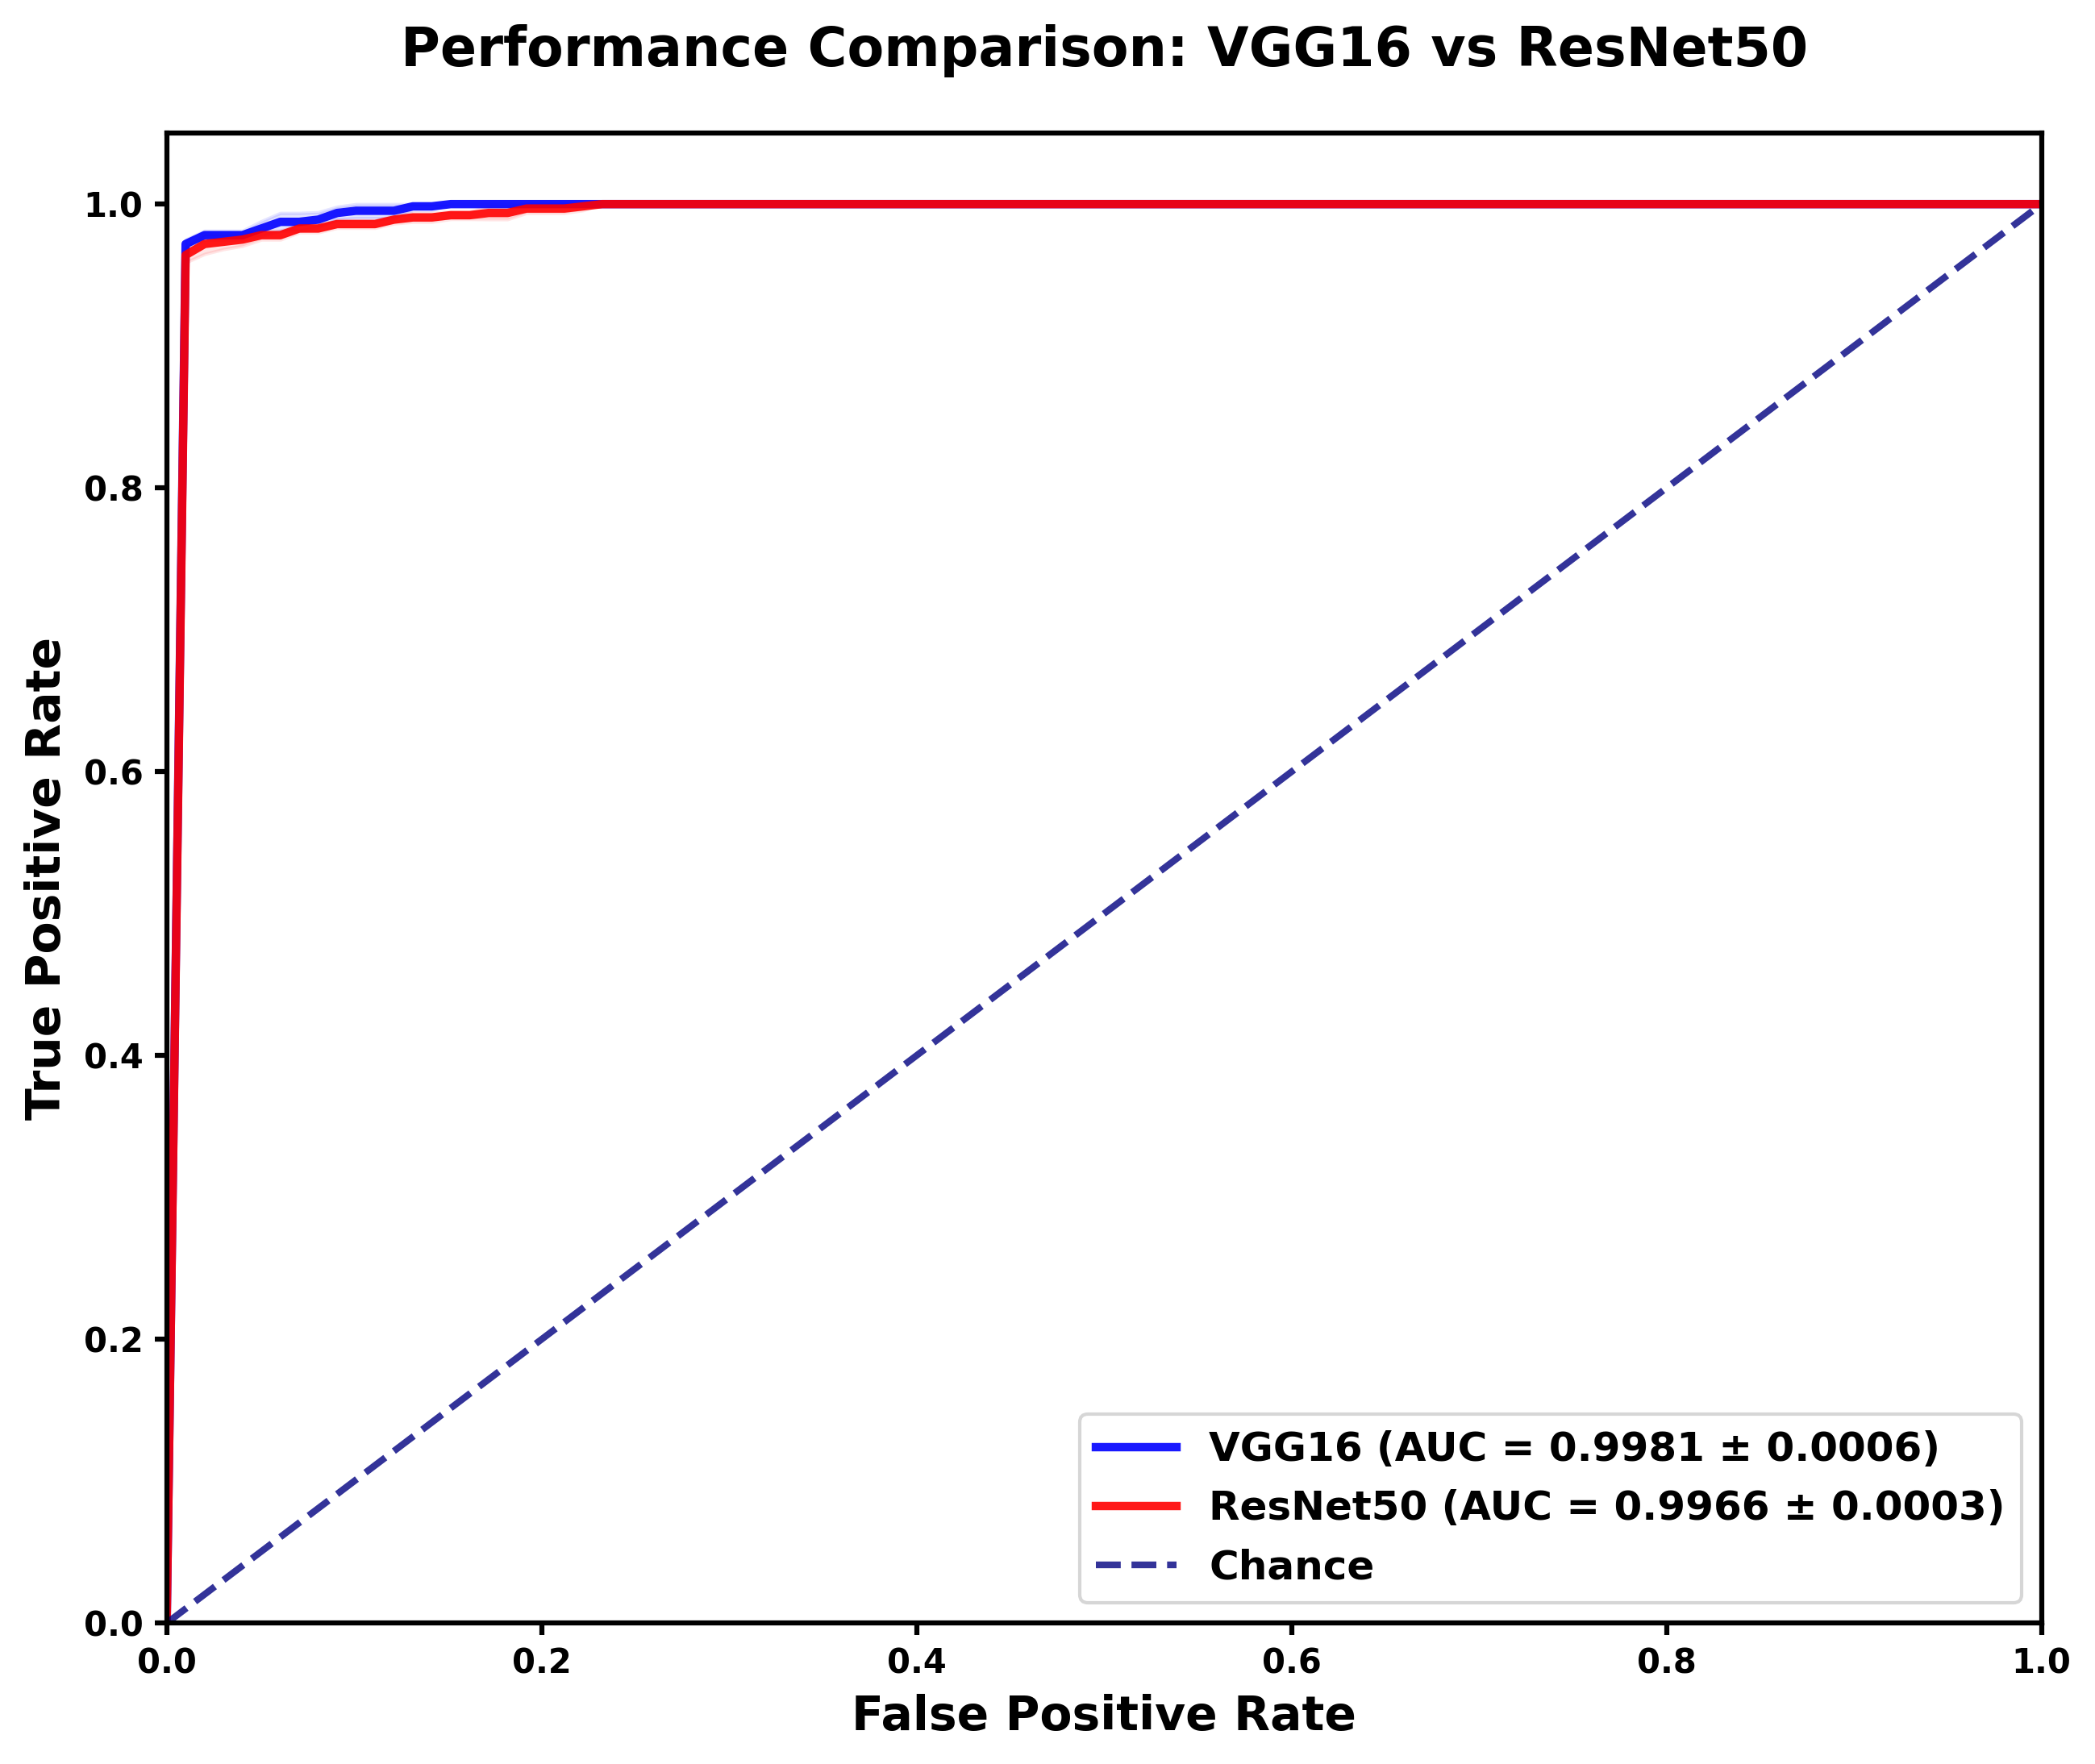 Performance Comparison: VGG16 vs ResNet50
True Positive Rate
1.0
0.8
0.6
0.4
0.2
0.0
0.0 0.2 0.4 0.6 0.8 1.0
False Positive Rate
VGG16 (AUC = 0.9981 ± 0.0006)
ResNet50 (AUC = 0.9966 ± 0.0003)
Chance